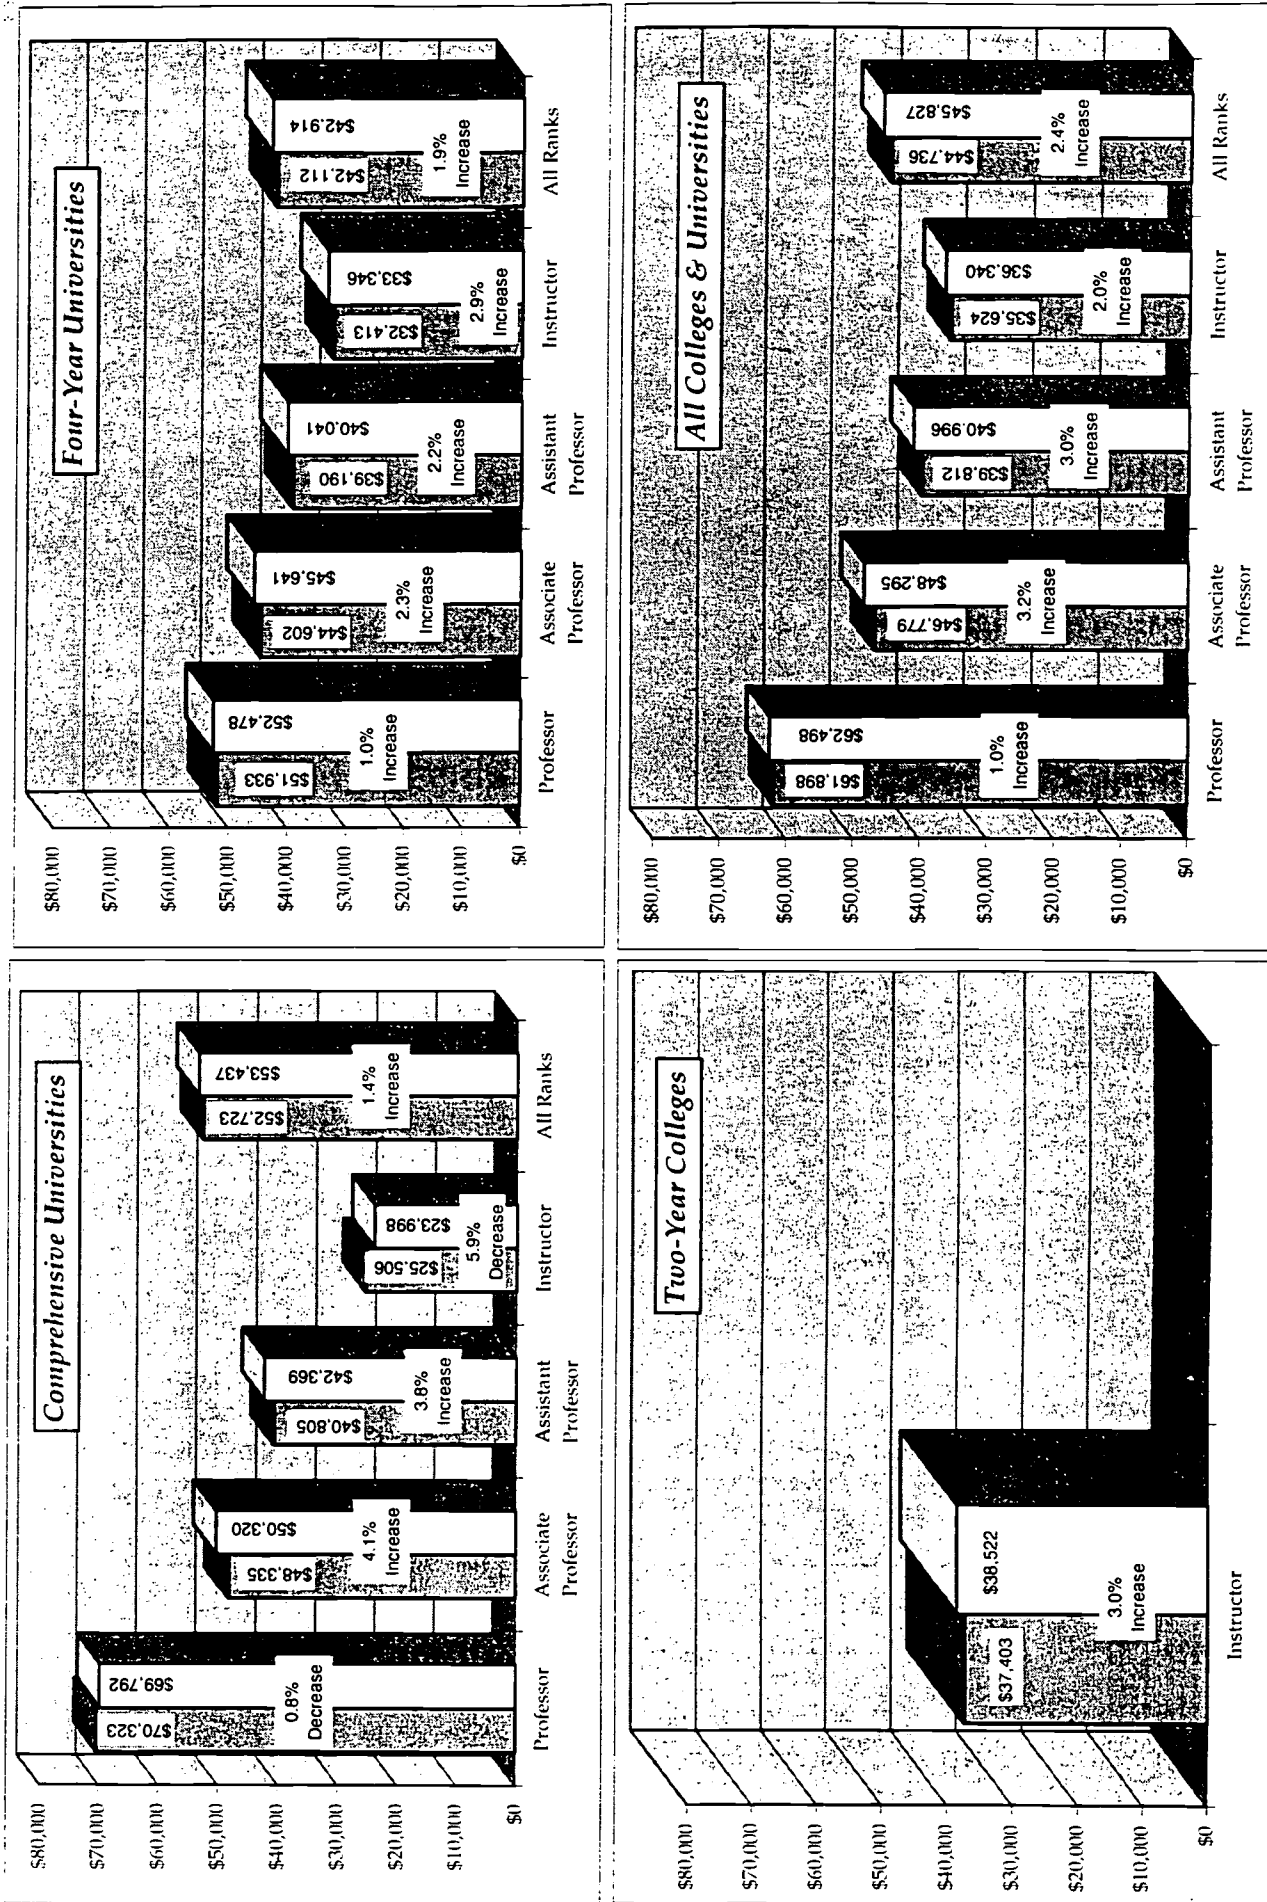 Comprehensive Universities
$80,000
$70,000
$60,000
$50,000
$40,000
$30,000
$20,000
$10,000
$0
$70,323
$69,792
0.8%
Decrease
Professor
$48,335
$50,320
4.1%
Increase
Associate
Professor
$40,805
$42,369
3.8%
Increase
Assistant
Professor
$25,506
$23,998
5.9%
Decrease
Instructor
$52,723
$53,437
1.4%
Increase
All Ranks
Four-Year Universities
$80,000
$70,000
$60,000
$50,000
$40,000
$30,000
$20,000
$10,000
$0
$51,933
$52,478
1.0%
Increase
Professor
$44,602
$45,641
2.3%
Increase
Associate
Professor
$39,190
$40,041
2.2%
Increase
Assistant
Professor
$32,413
$33,346
2.9%
Increase
Instructor
$42,112
$42,914
1.9%
Increase
All Ranks
Two-Year Colleges
$80,000
$70,000
$60,000
$50,000
$40,000
$30,000
$20,000
$10,000
$0
$37,403
$38,522
3.0%
Increase
Instructor
All Colleges & Universities
$80,000
$70,000
$60,000
$50,000
$40,000
$30,000
$20,000
$10,000
$0
$61,898
$62,498
1.0%
Increase
Professor
$46,779
$48,295
3.2%
Increase
Associate
Professor
$39,812
$40,996
3.0%
Increase
Assistant
Professor
$35,624
$36,340
2.0%
Increase
Instructor
$44,736
$45,827
2.4%
Increase
All Ranks